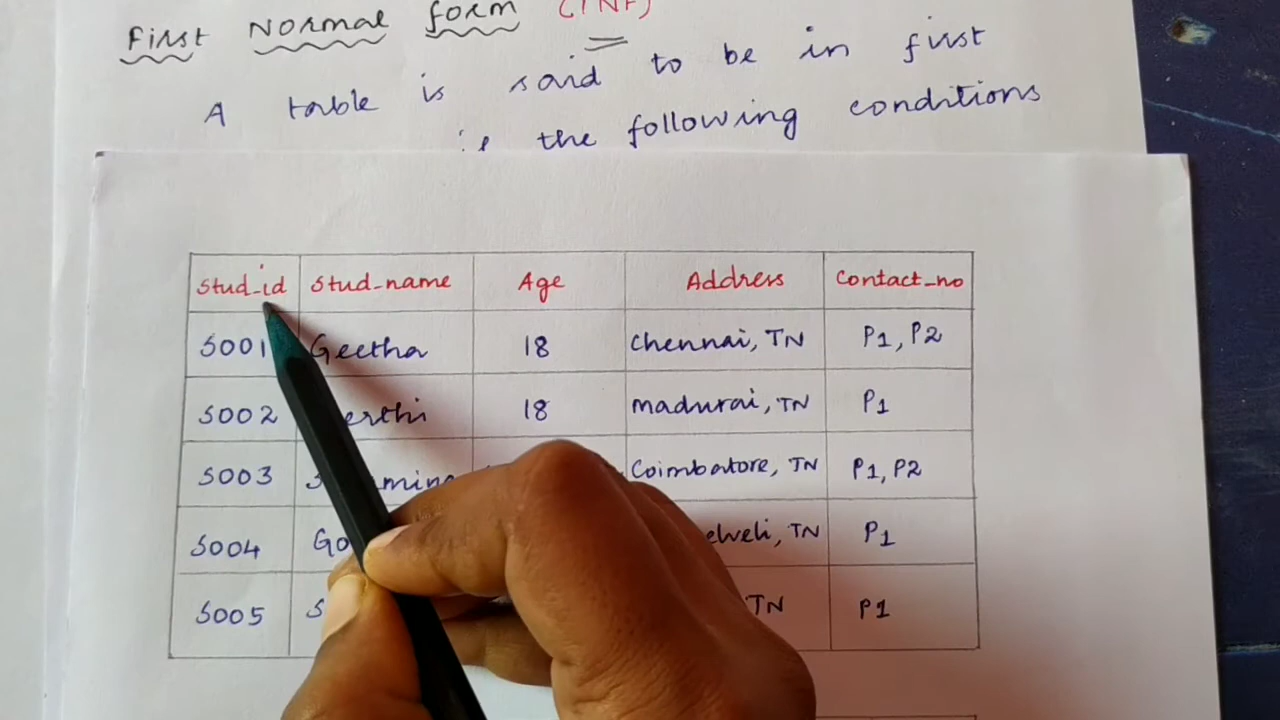 First Normal form (1NF)
A table is said to be in first
the following conditions
Stud_id Stud_name Age Address Contact_no
S001 Geetha 18 Chennai, TN P1, P2
S002 18 Madurai, TN P1
S003 Coimbatore, TN P1, P2
S004 TN P1
S005 TN P1